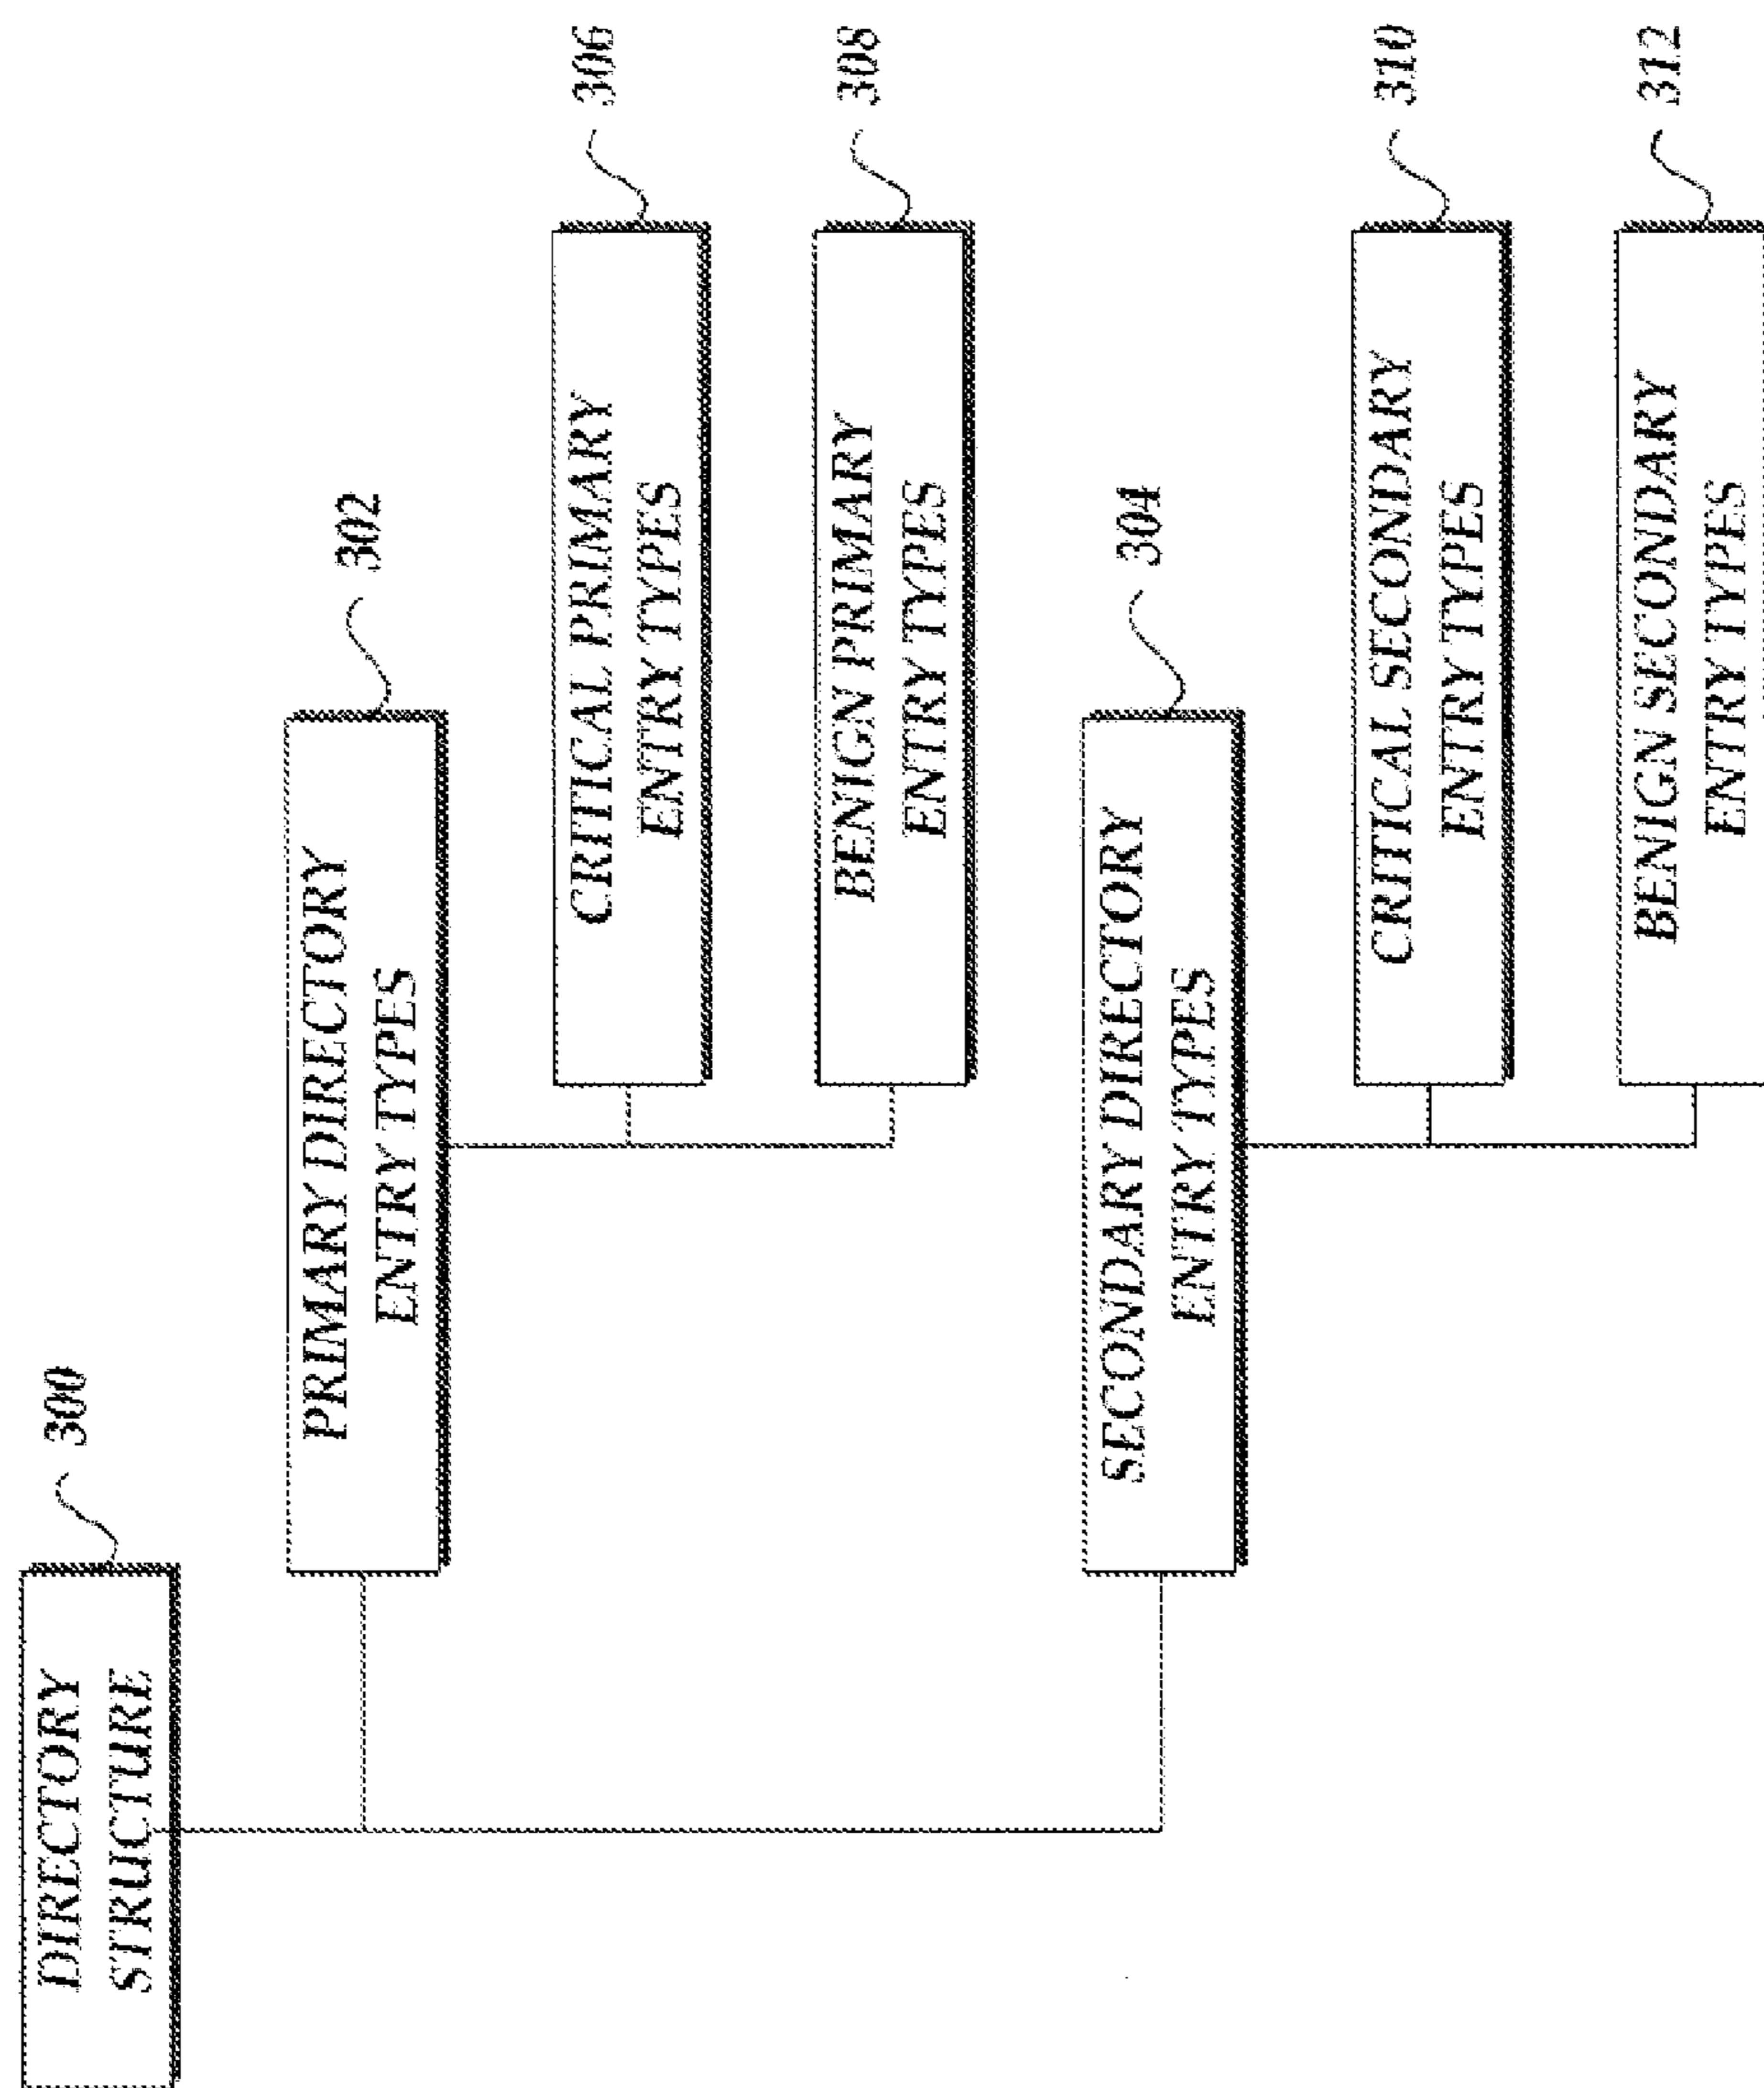 DIRECTORY
STRUCTURE
300
PRIMARY DIRECTORY
ENTRY TYPES
302
CRITICAL PRIMARY
ENTRY TYPES
306
BENIGN PRIMARY
ENTRY TYPES
308
SECONDARY DIRECTORY
ENTRY TYPES
304
CRITICAL SECONDARY
ENTRY TYPES
310
BENIGN SECONDARY
ENTRY TYPES
312